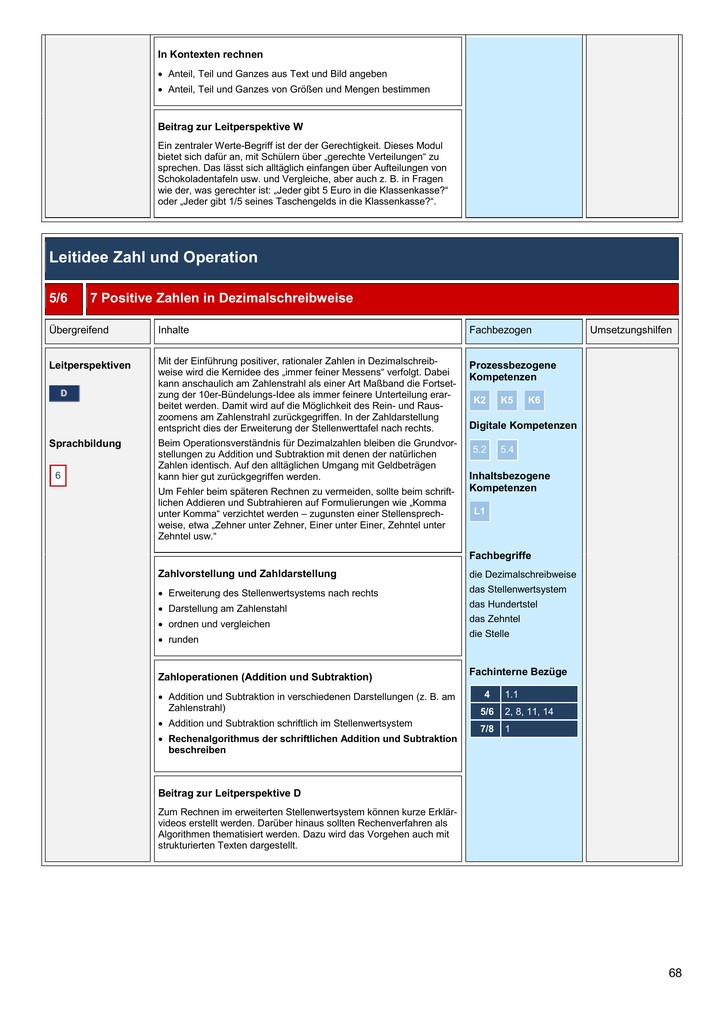 In Kontexten rechnen
• Anteil, Teil und Ganzes aus Text und Bild angeben
• Anteil, Teil und Ganzes von Größen und Mengen bestimmen
Beitrag zur Leitperspektive W
Ein zentraler Werte-Begriff ist der der Gerechtigkeit. Dieses Modul
bietet sich dafür an, mit Schülern über „gerechte Verteilungen“ zu
sprechen. Das lässt sich alltäglich einfangen über Aufteilungen von
Schokoladentafeln usw. und Vergleiche, aber auch z. B. in Fragen
wie der, was gerechter ist: „Jeder gibt 5 Euro in die Klassenkasse?“
oder „Jeder gibt 1/5 seines Taschengelds in die Klassenkasse?“.
Leitidee Zahl und Operation
5/6 7 Positive Zahlen in Dezimalschreibweise
Übergreifend Inhalte Fachbezogen Umsetzungshilfen
Leitperspektiven
D
Sprachbildung
6
Mit der Einführung positiver, rationaler Zahlen in Dezimalschreib-
weise wird die Kernidee des „immer feiner Messens“ verfolgt. Dabei
kann anschaulich am Zahlenstrahl als einer Art Maßband die Fortset-
zung der 10er-Bündelungs-Idee als immer feinere Unterteilung erar-
beitet werden. Damit wird auf die Möglichkeit des Rein- und Raus-
zoomens am Zahlenstrahl zurückgegriffen. In der Zahldarstellung
entspricht dies der Erweiterung der Stellenwerttafel nach rechts.
Beim Operationsverständnis für Dezimalzahlen bleiben die Grundvor-
stellungen zu Addition und Subtraktion mit denen der natürlichen
Zahlen identisch. Auf den alltäglichen Umgang mit Geldbeträgen
kann hier gut zurückgegriffen werden.
Um Fehler beim späteren Rechnen zu vermeiden, sollte beim schrift-
lichen Addieren und Subtrahieren auf Formulierungen wie „Komma
unter Komma“ verzichtet werden – zugunsten einer Stellensprech-
weise, etwa „Zehner unter Zehner, Einer unter Einer, Zehntel unter
Zehntel usw.“
Zahlvorstellung und Zahldarstellung
• Erweiterung des Stellenwertsystems nach rechts
• Darstellung am Zahlenstahl
• ordnen und vergleichen
• runden
Zahloperationen (Addition und Subtraktion)
• Addition und Subtraktion in verschiedenen Darstellungen (z. B. am
Zahlenstrahl)
• Addition und Subtraktion schriftlich im Stellenwertsystem
• Rechenalgorithmus der schriftlichen Addition und Subtraktion
beschreiben
Beitrag zur Leitperspektive D
Zum Rechnen im erweiterten Stellenwertsystem können kurze Erklär-
videos erstellt werden. Darüber hinaus sollten Rechenverfahren als
Algorithmen thematisiert werden. Dazu wird das Vorgehen auch mit
strukturierten Texten dargestellt.
Prozessbezogene
Kompetenzen
K2 K5 K6
Digitale Kompetenzen
5.2 5.4
Inhaltsbezogene
Kompetenzen
L1
Fachbegriffe
die Dezimalschreibweise
das Stellenwertsystem
das Hundertstel
das Zehntel
die Stelle
Fachinterne Bezüge
4 1.1
5/6 2, 8, 11, 14
7/8 1
68